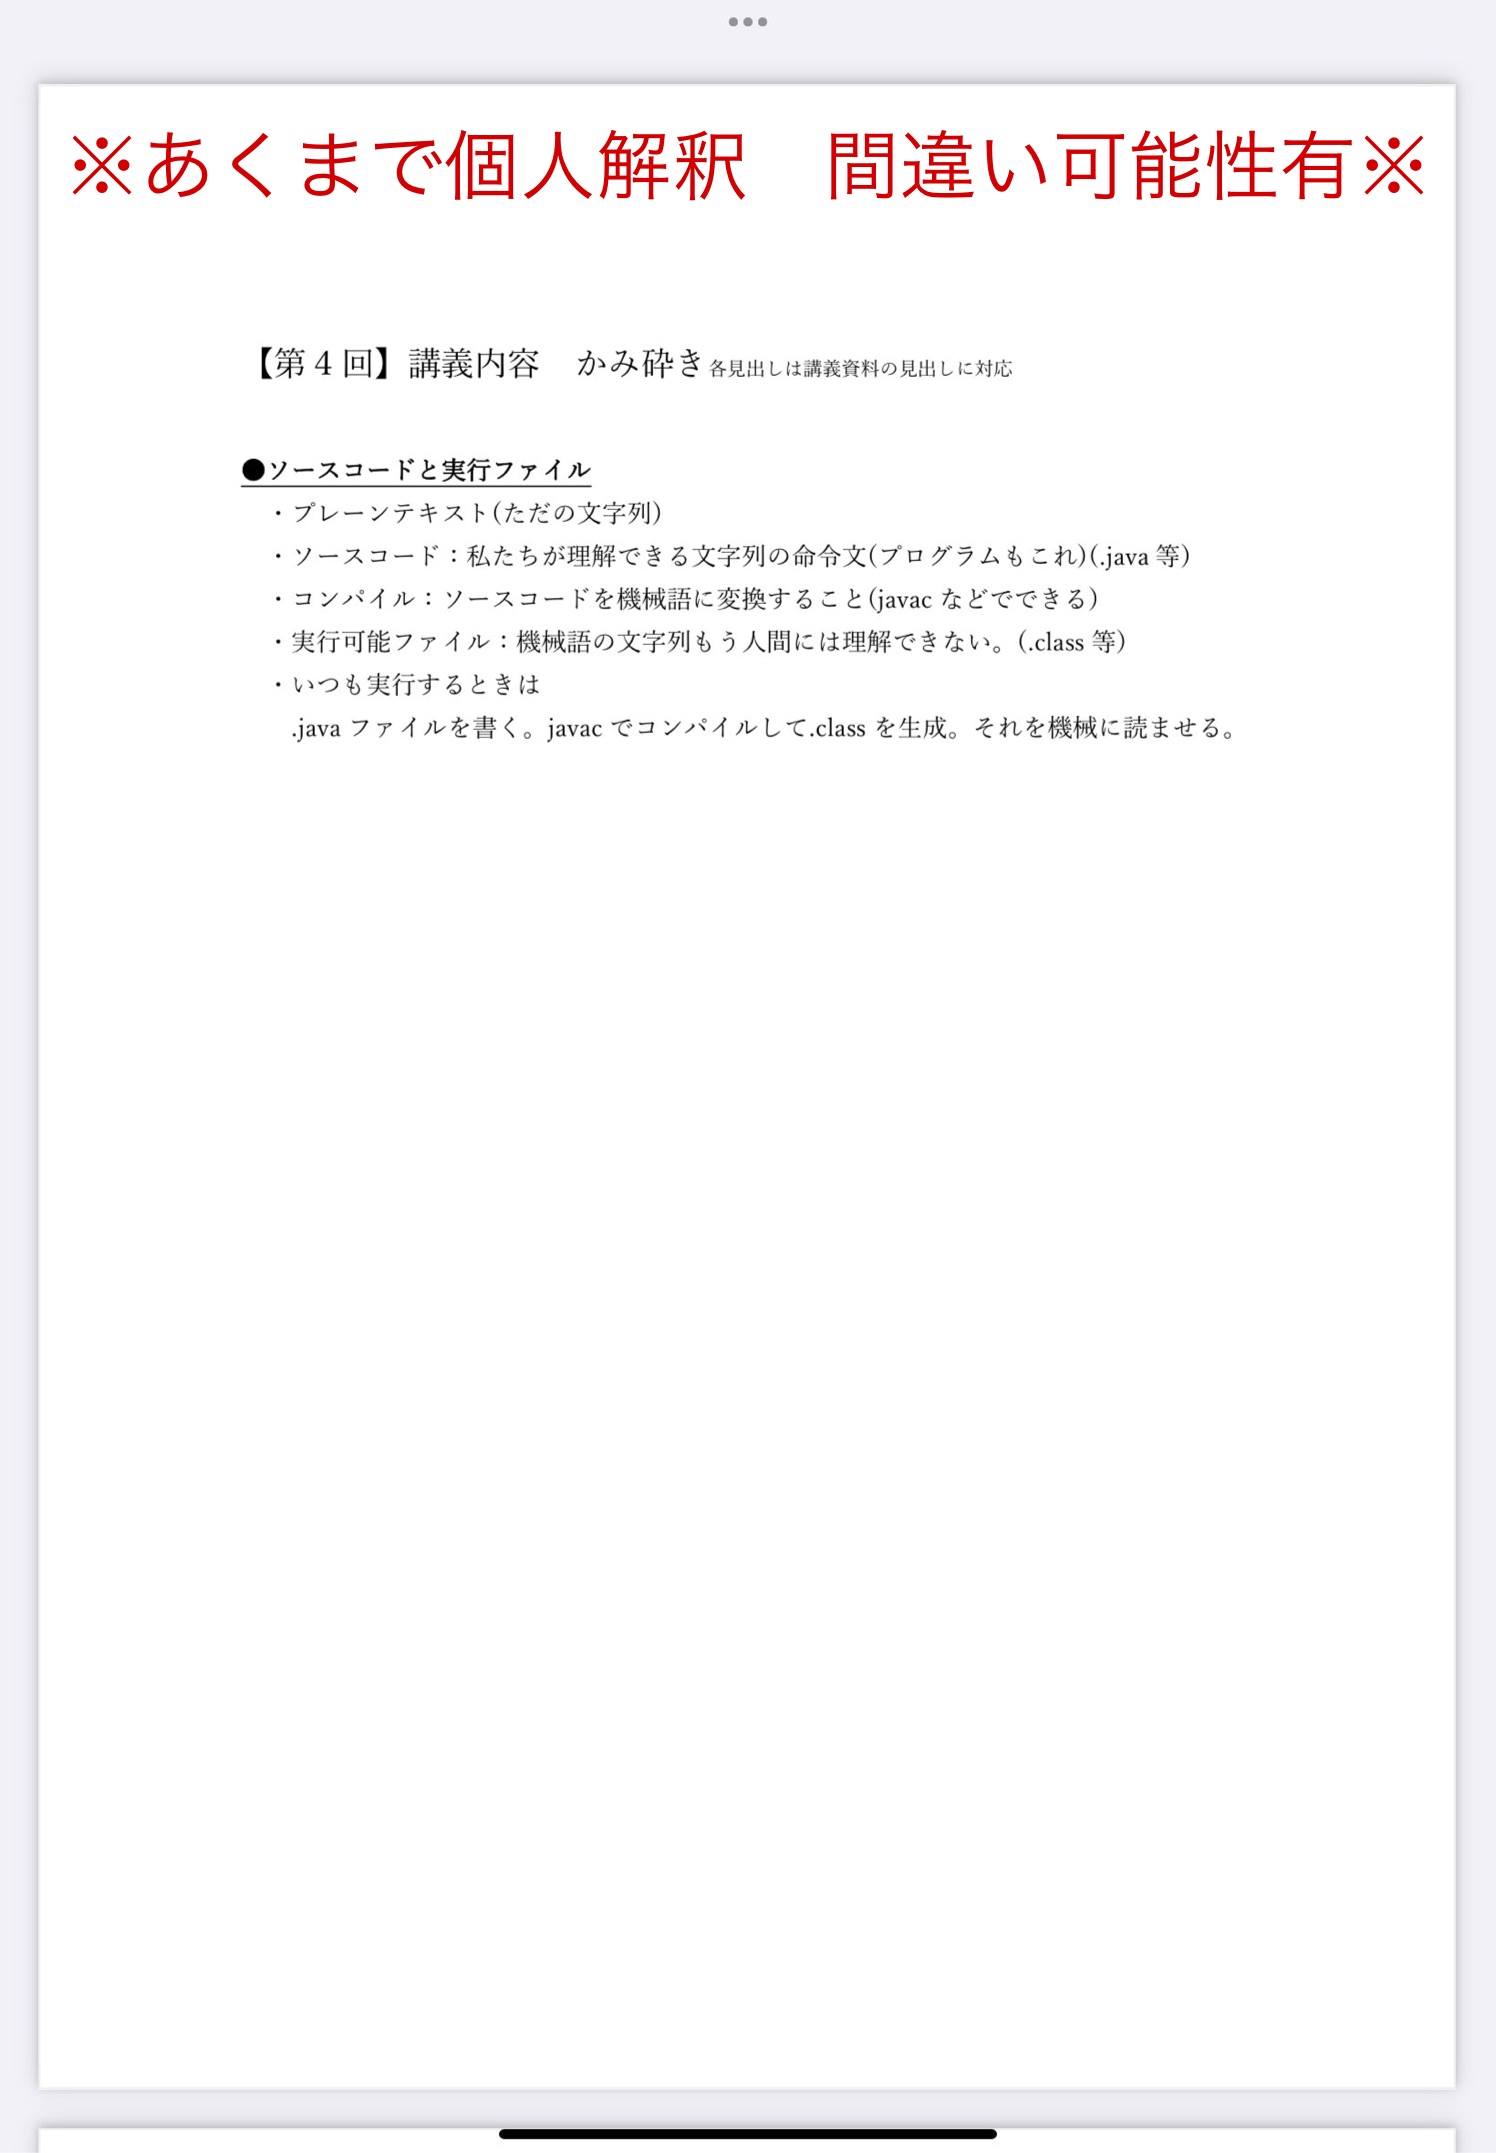 ※あくまで個人解釈　間違い可能性有※
【第 4 回】講義内容　かみ砕き各見出しは講義資料の見出しに対応
●ソースコードと実行ファイル
・プレーンテキスト(ただの文字列)
・ソースコード：私たちが理解できる文字列の命令文(プログラムもこれ)(.java 等)
・コンパイル：ソースコードを機械語に変換すること(javac などでできる)
・実行可能ファイル：機械語の文字列もう人間には理解できない。(.class 等)
・いつも実行するときは
.java ファイルを書く。javac でコンパイルして.class を生成。それを機械に読ませる。